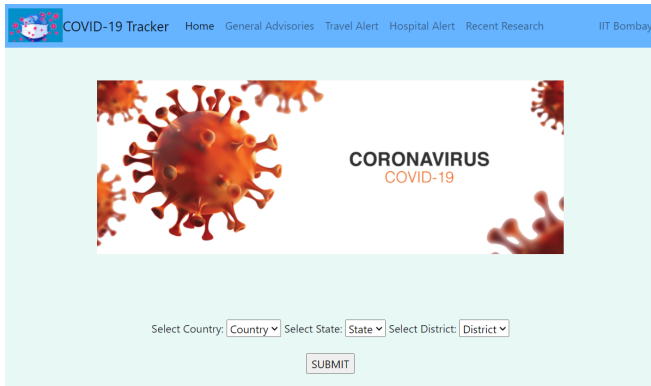 COVID-19 Tracker Home General Advisories Travel Alert Hospital Alert Recent Research IIT Bombay
CORONAVIRUS
COVID-19
Select Country: Country Select State: State Select District: District
SUBMIT